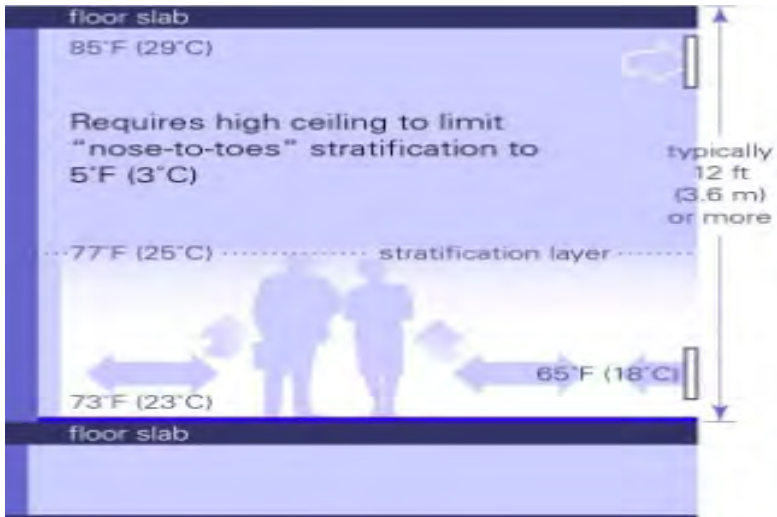 floor slab
85°F (29°C)
Requires high ceiling to limit
“nose-to-toes” stratification to
5°F (3°C)
typically
12 ft
(3.6 m)
or more
77°F (25°C)
stratification layer
65°F (18°C)
73°F (23°C)
floor slab